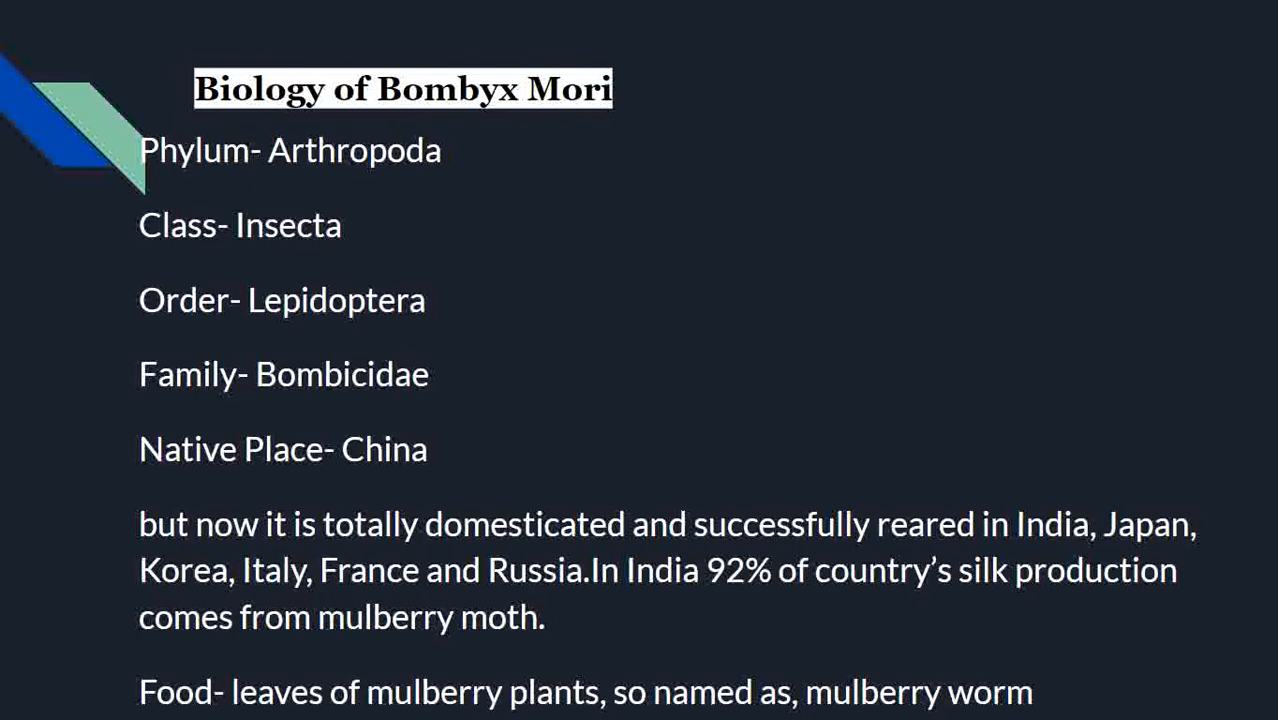 Biology of Bombyx Mori
Phylum- Arthropoda
Class- Insecta
Order- Lepidoptera
Family- Bombicidae
Native Place- China
but now it is totally domesticated and successfully reared in India, Japan,
Korea, Italy, France and Russia.In India 92% of country’s silk production
comes from mulberry moth.
Food- leaves of mulberry plants, so named as, mulberry worm